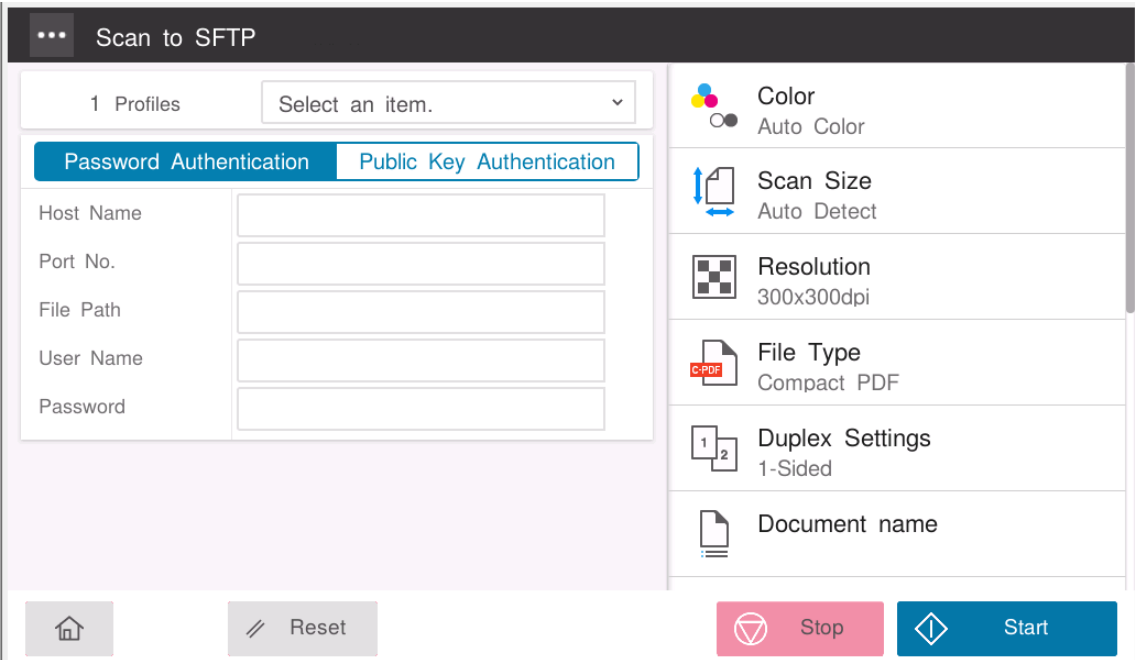 Scan to SFTP
1 Profiles
Select an item.
Password Authentication
Public Key Authentication
Host Name
Port No.
File Path
User Name
Password
Color
Auto Color
Scan Size
Auto Detect
Resolution
300x300dpi
C-PDF
File Type
Compact PDF
1
2
Duplex Settings
1-Sided
Document name
Reset
Stop
Start